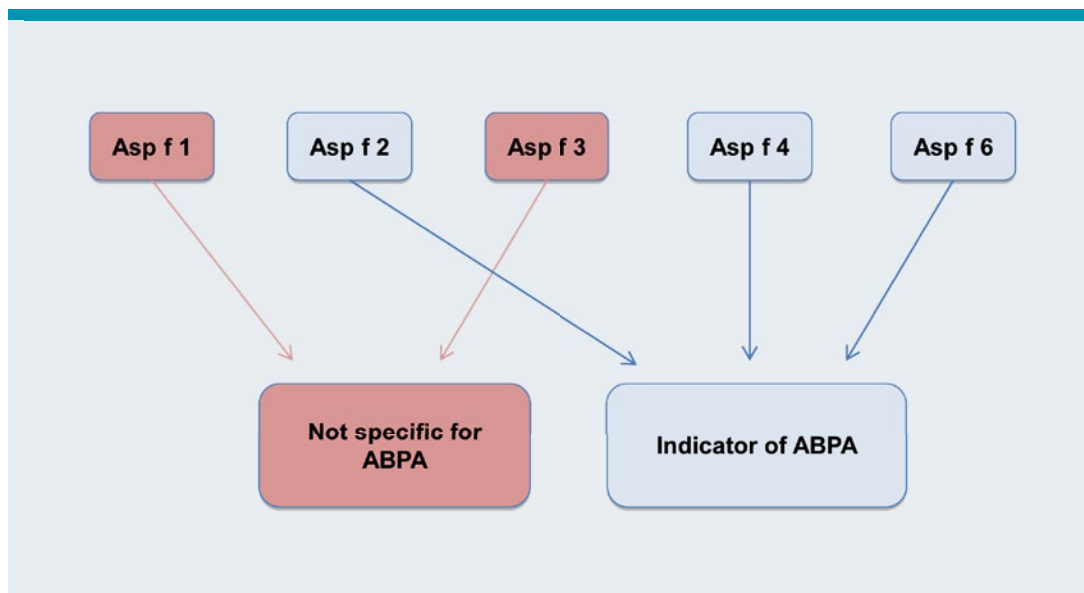 Asp f 1
Asp f 2
Asp f 3
Asp f 4
Asp f 6
Not specific for
ABPA
Indicator of ABPA